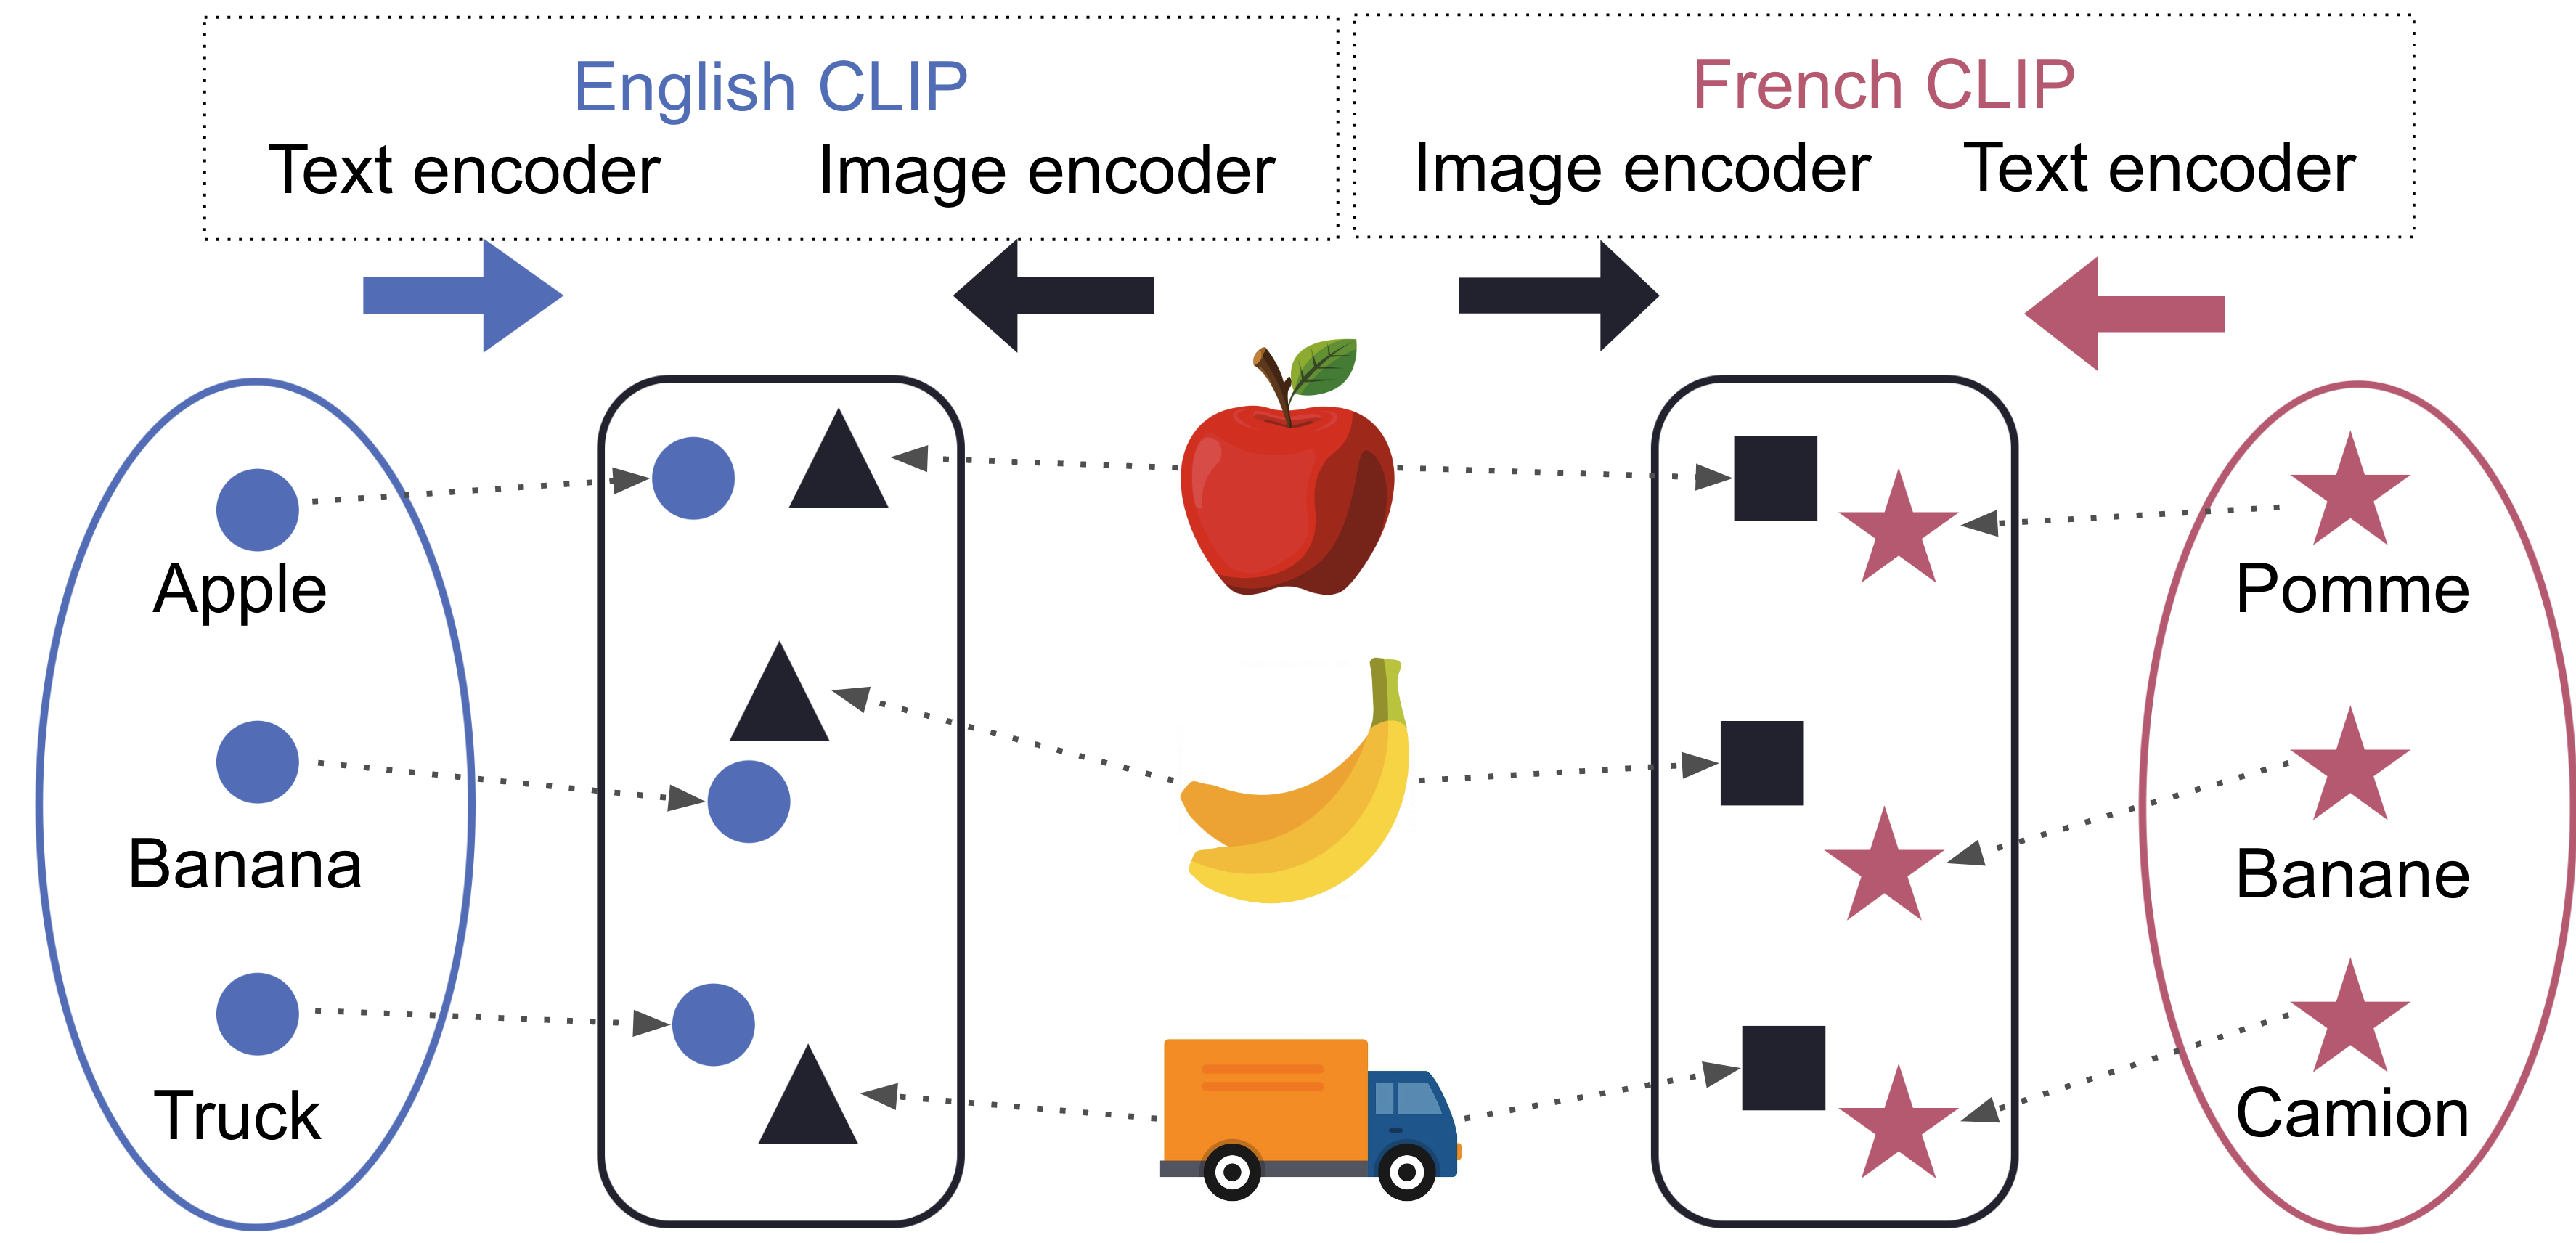 English CLIP
Text encoder Image encoder
French CLIP
Image encoder Text encoder
Apple
Banana
Truck
Pomme
Banane
Camion